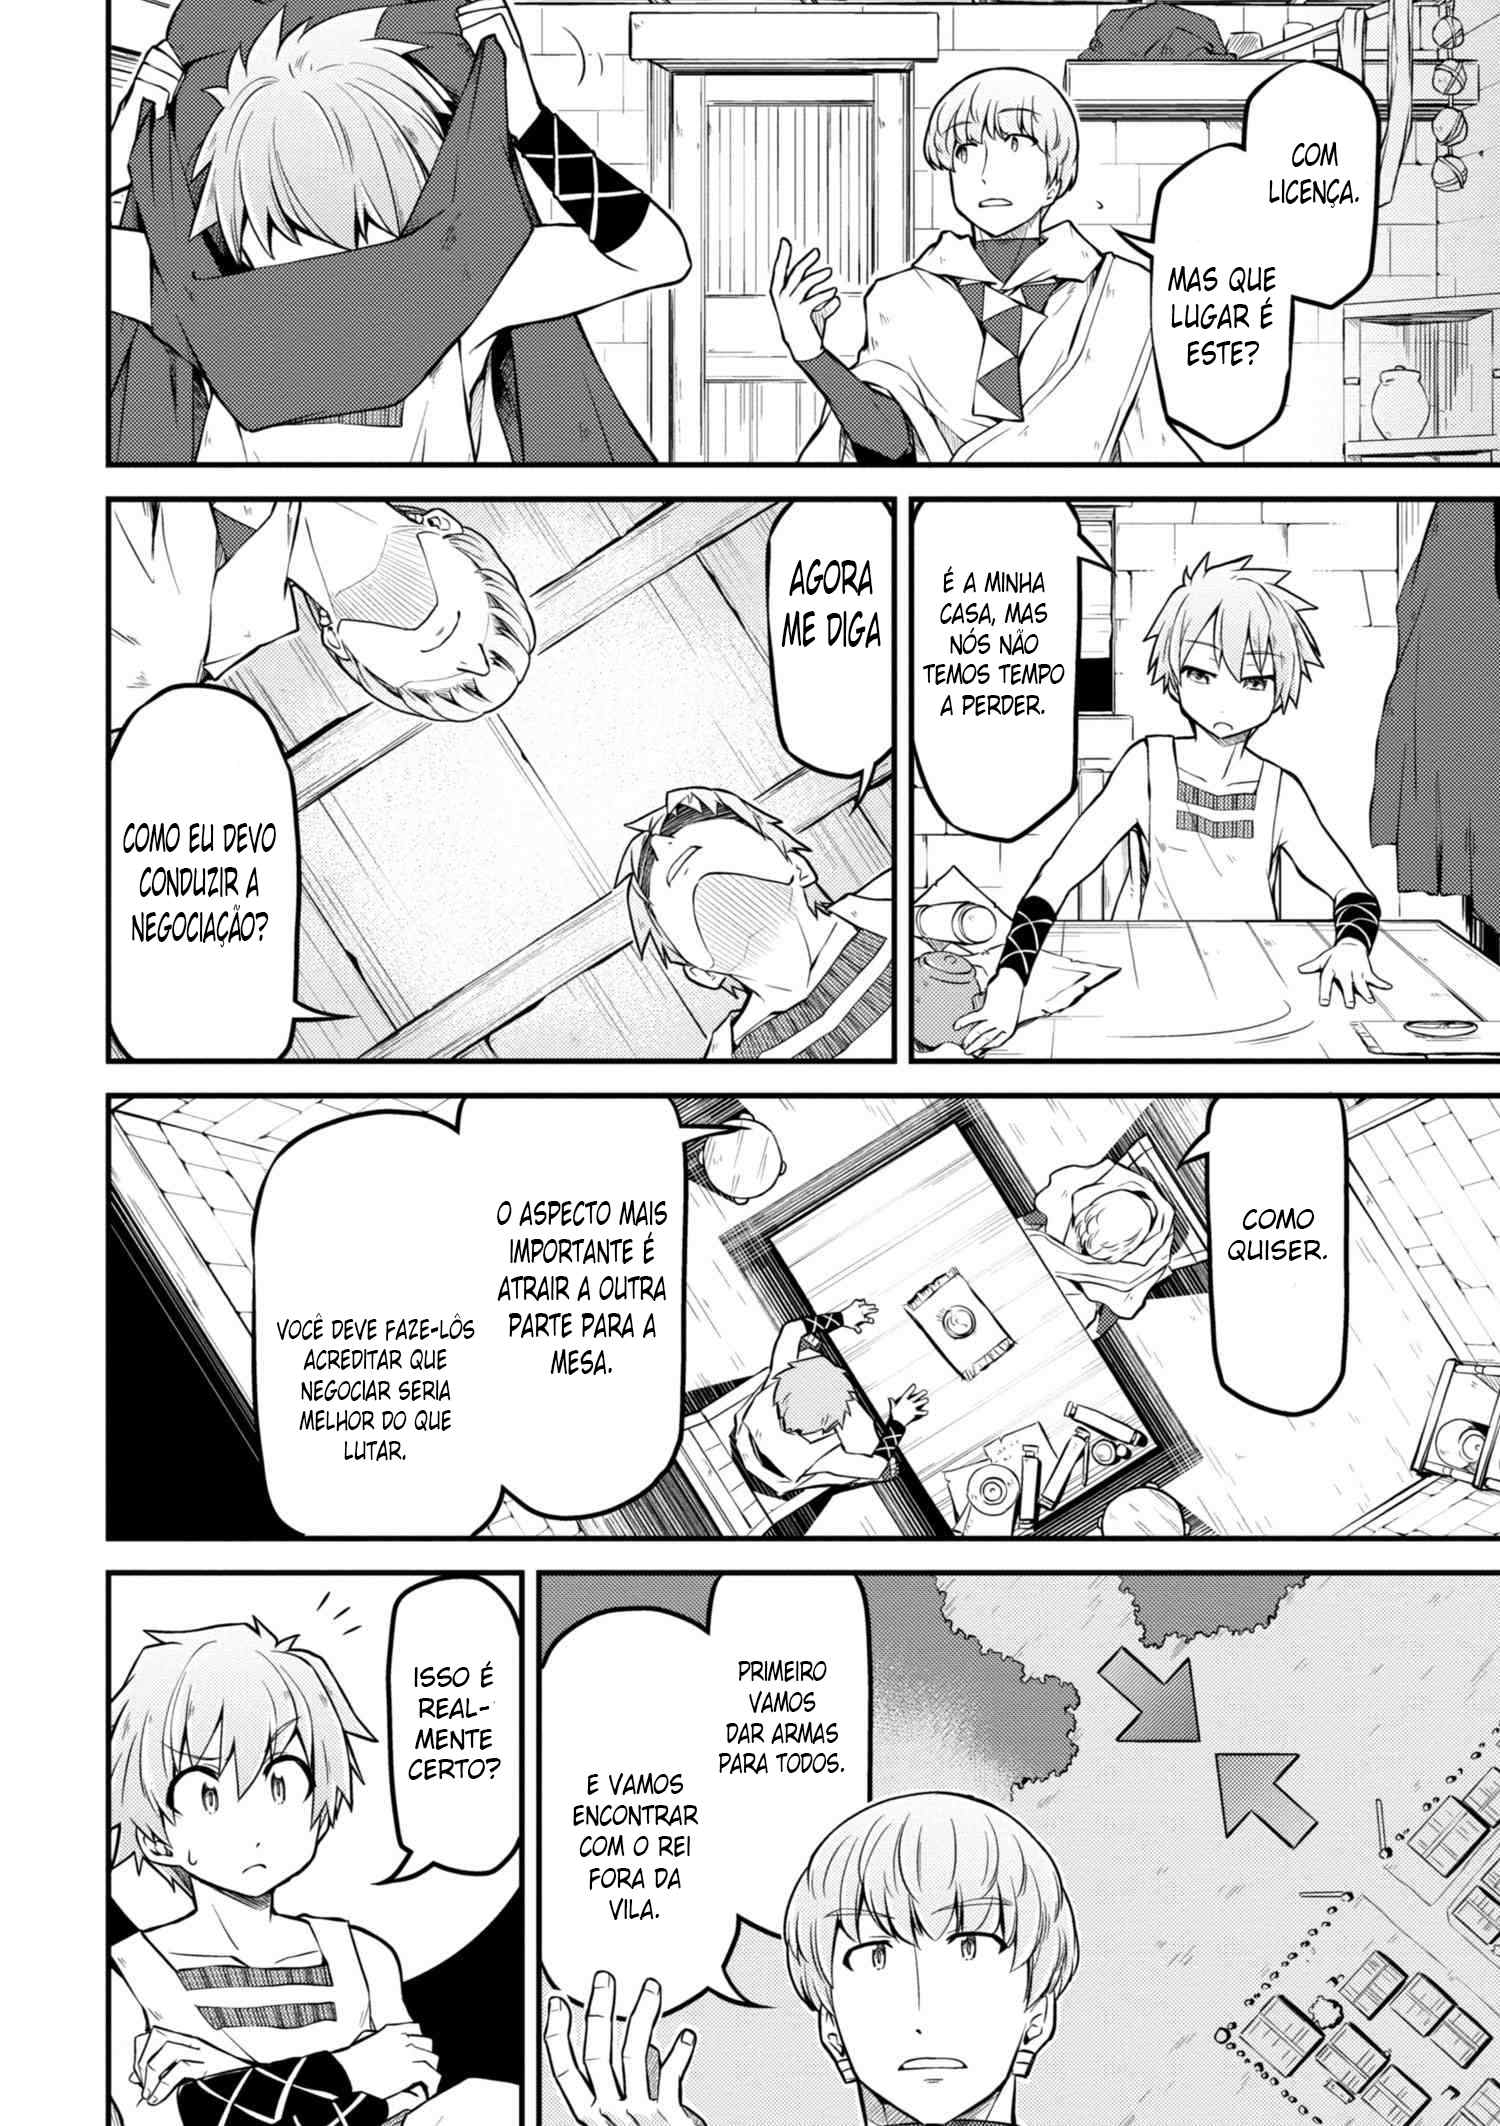 COM
LICENÇA.
MAS QUE
LUGAR É
ESTE?
É A MINHA
CASA, MAS
NÓS NÃO
TEMOS TEMPO
A PERDER.
AGORA
ME DIGA
COMO EU DEVO
CONDUZIR A
NEGOCIAÇÃO?
COMO
QUISER.
O ASPECTO MAIS
IMPORTANTE É
ATRAIR A OUTRA
PARTE PARA A
MESA.
VOCÊ DEVE FAZE-LÔS
ACREDITAR QUE
NEGOCIAR SERIA
MELHOR DO QUE
LUTAR.
PRIMEIRO
VAMOS
DAR ARMAS
PARA TODOS.
E VAMOS
ENCONTRAR
COM O REI
FORA DA
VILA.
ISSO É
REAL-
MENTE
CERTO?